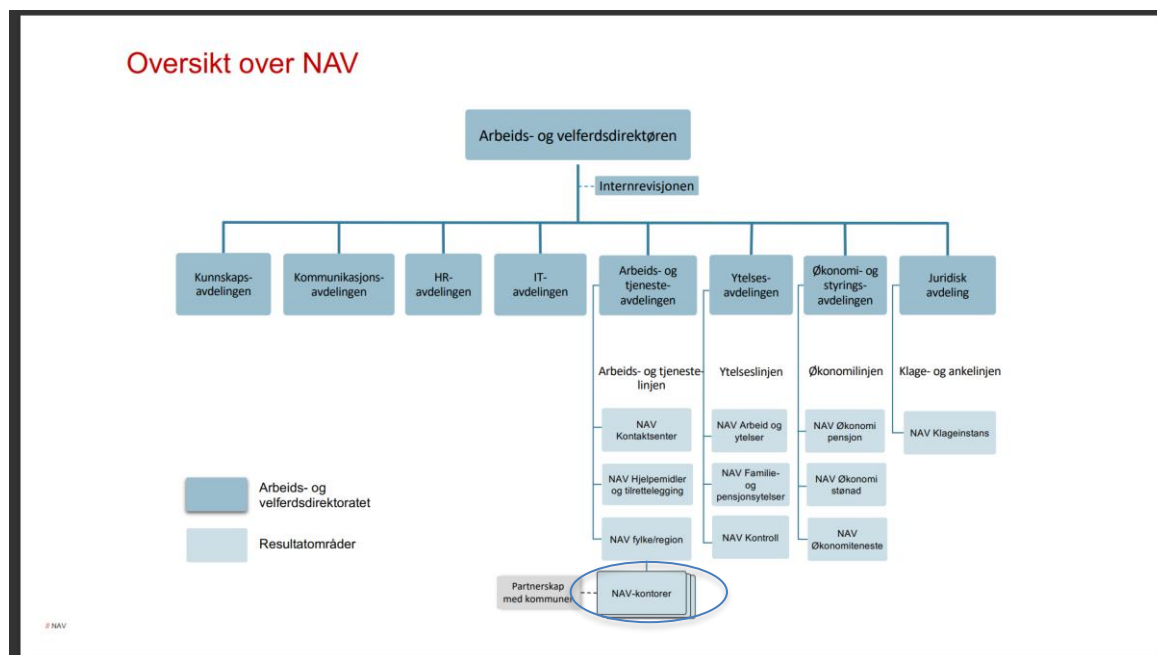 Oversikt over NAV
Arbeids- og velferdsdirektøren
Internrevisjonen
Kunnskaps-
avdelingen
Kommunikasjons-
avdelingen
HR-
avdelingen
IT-
avdelingen
Arbeids- og
tjeneste-
avdelingen
Ytelses-
avdelingen
Økonomi- og
styrings-
avdelingen
Juridisk
avdeling
Arbeids- og tjeneste-
linjen
Ytelseslinjen
Økonomilinjen
Klage- og ankelinjen
NAV
Kontaktsenter
NAV Arbeid og
ytelser
NAV Økonomi
pensjon
NAV Klageinstans
NAV Hjelpemidler
og tilrettelegging
NAV Familie-
og
pensjonsytelser
NAV Økonomi
stønad
NAV fylke/region
NAV Kontroll
NAV
Økonomiteneste
Arbeids- og
velferdsdirektoratet
Resultatområder
Partnerskap
med kommuner
NAV-kontorer
// NAV